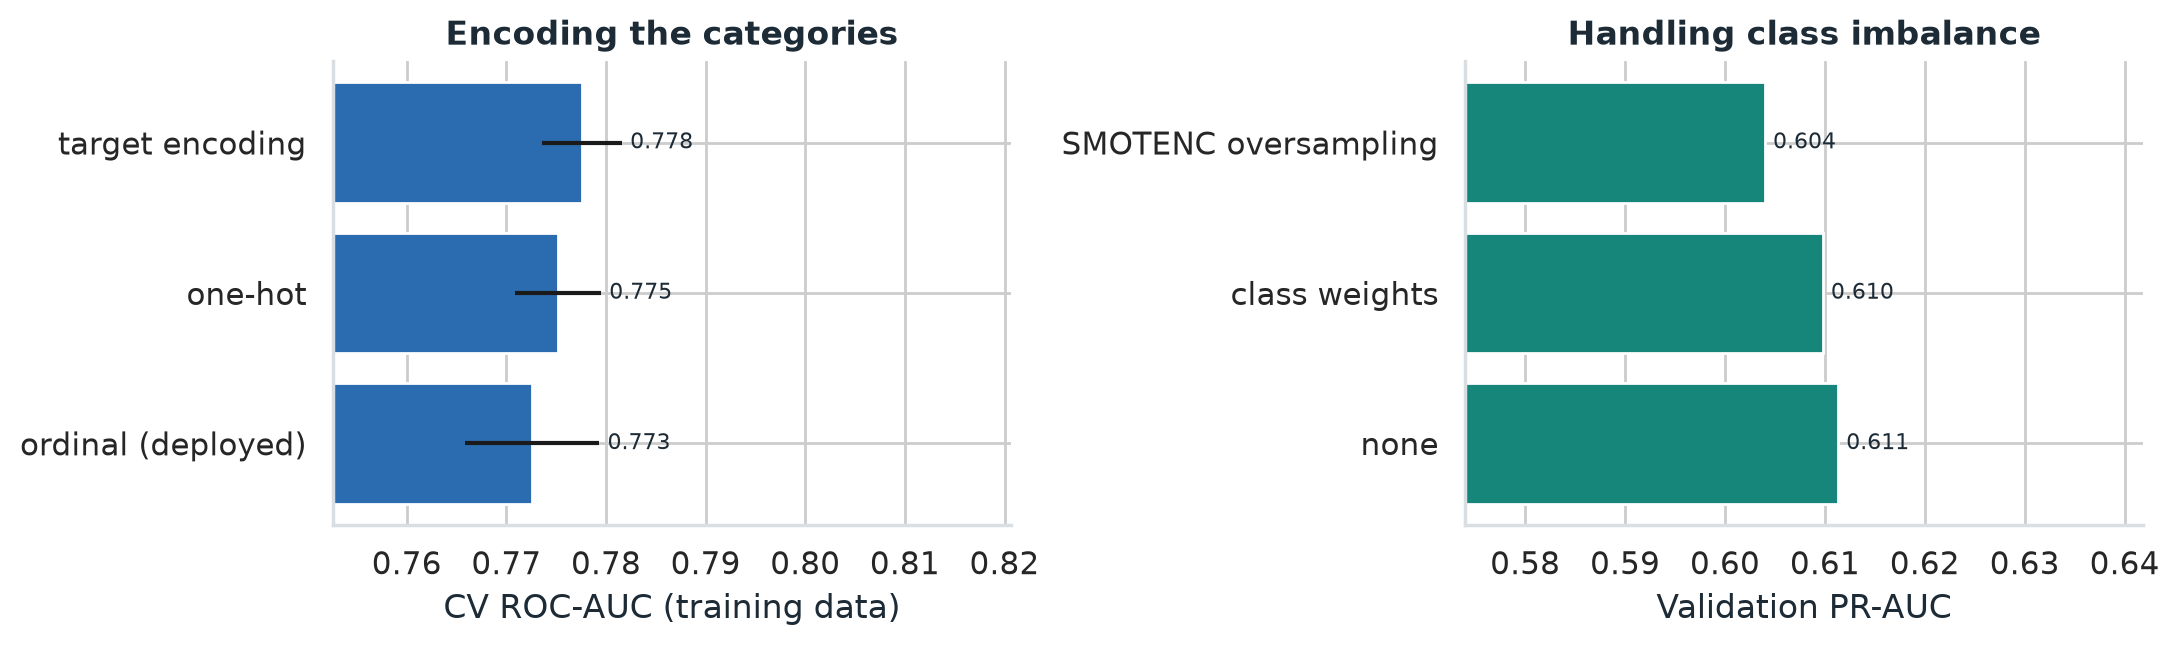 Encoding the categories
target encoding
0.778
one-hot
0.775
ordinal (deployed)
0.773
0.76 0.77 0.78 0.79 0.80 0.81 0.82
CV ROC-AUC (training data)
Handling class imbalance
SMOTENC oversampling
0.604
class weights
0.610
none
0.611
0.58 0.59 0.60 0.61 0.62 0.63 0.64
Validation PR-AUC